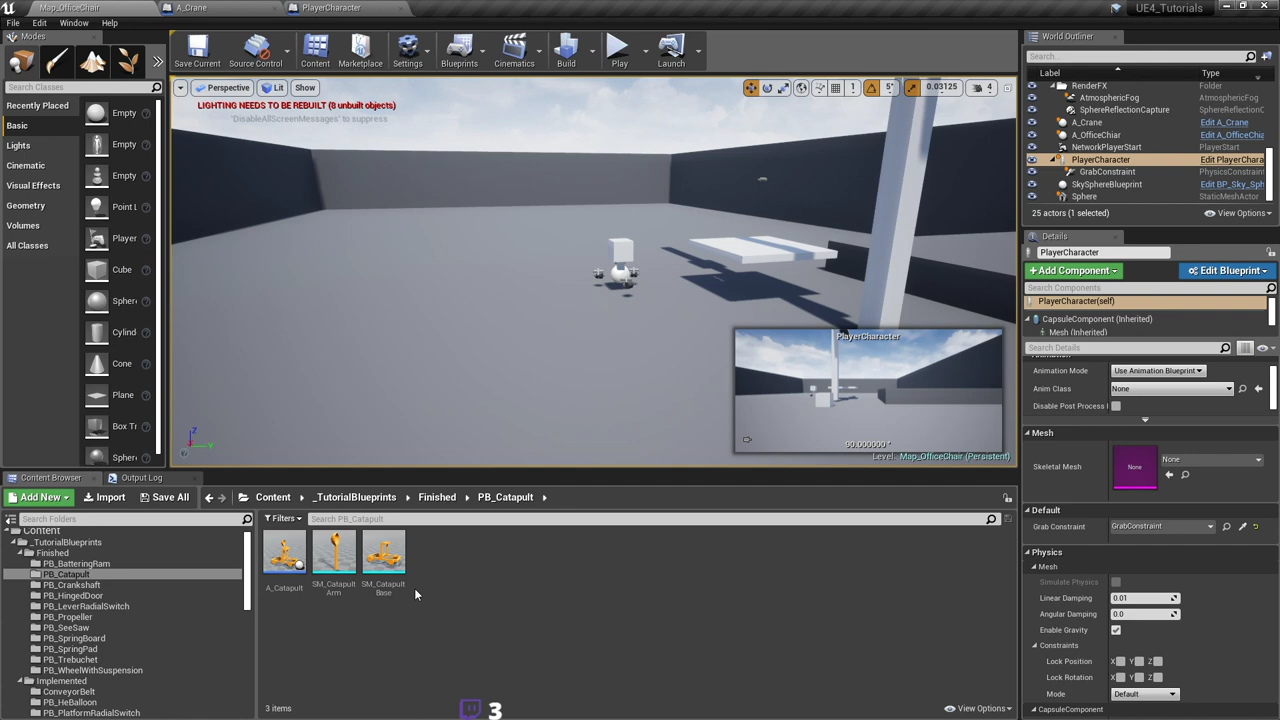 Map_OfficeChair
A_Crane
PlayerCharacter
UE4_Tutorials
File Edit Window Help
Modes
Search Classes
Recently Placed
Basic
Lights
Cinematic
Visual Effects
Geometry
Volumes
All Classes
Empty
Empty
Empty
Point L
Player
Cube
Spher
Cylind
Cone
Plane
Box Tr
Spher
Save Current
Source Control
Content
Marketplace
Settings
Blueprints
Cinematics
Build
Play
Launch
Perspective
Lit
Show
1
5°
0.03125
4
LIGHTING NEEDS TO BE REBUILT (8 unbuilt objects)
'DisableAllScreenMessages' to suppress
PlayerCharacter
90.000000 °
Level: Map_OfficeChair (Persistent)
World Outliner
Search...
Label Type
RenderFX Folder
AtmosphericFog AtmosphericFog
SphereReflectionCapture SphereReflectionC
A_Crane Edit A_Crane
A_OfficeChiar Edit A_OfficeChia
NetworkPlayerStart PlayerStart
PlayerCharacter Edit PlayerChara
GrabConstraint PhysicsConstrain
SkySphereBlueprint Edit BP_Sky_Sph
Sphere StaticMeshActor
25 actors (1 selected)
View Options
Details
PlayerCharacter
+Add Component
Edit Blueprint
Search Components
PlayerCharacter(self)
CapsuleComponent (Inherited)
Mesh (Inherited)
Search Details
Animation Mode Use Animation Blueprint
Anim Class None
Disable Post Process
Mesh
Skeletal Mesh None None
Default
Grab Constraint GrabConstraint
Physics
Mesh
Simulate Physics
Linear Damping 0.01
Angular Damping 0.0
Enable Gravity
Constraints
Lock Position X Y Z
Lock Rotation X Y Z
Mode Default
CapsuleComponent
Content Browser
Output Log
Add New
Import
Save All
Content
_TutorialBlueprints
Finished
PB_Catapult
Search Folders
Filters
Search PB_Catapult
Content
_TutorialBlueprints
Finished
PB_BatteringRam
PB_Catapult
PB_Crankshaft
PB_HingedDoor
PB_LeverRadialSwitch
PB_Propeller
PB_SeeSaw
PB_SpringBoard
PB_SpringPad
PB_Trebuchet
PB_WheelWithSuspension
Implemented
ConveyorBelt
PB_HeBalloon
PB_PlatformRadialSwitch
A_Catapult
SM_Catapult
Arm
SM_Catapult
Base
3 items
View Options
3